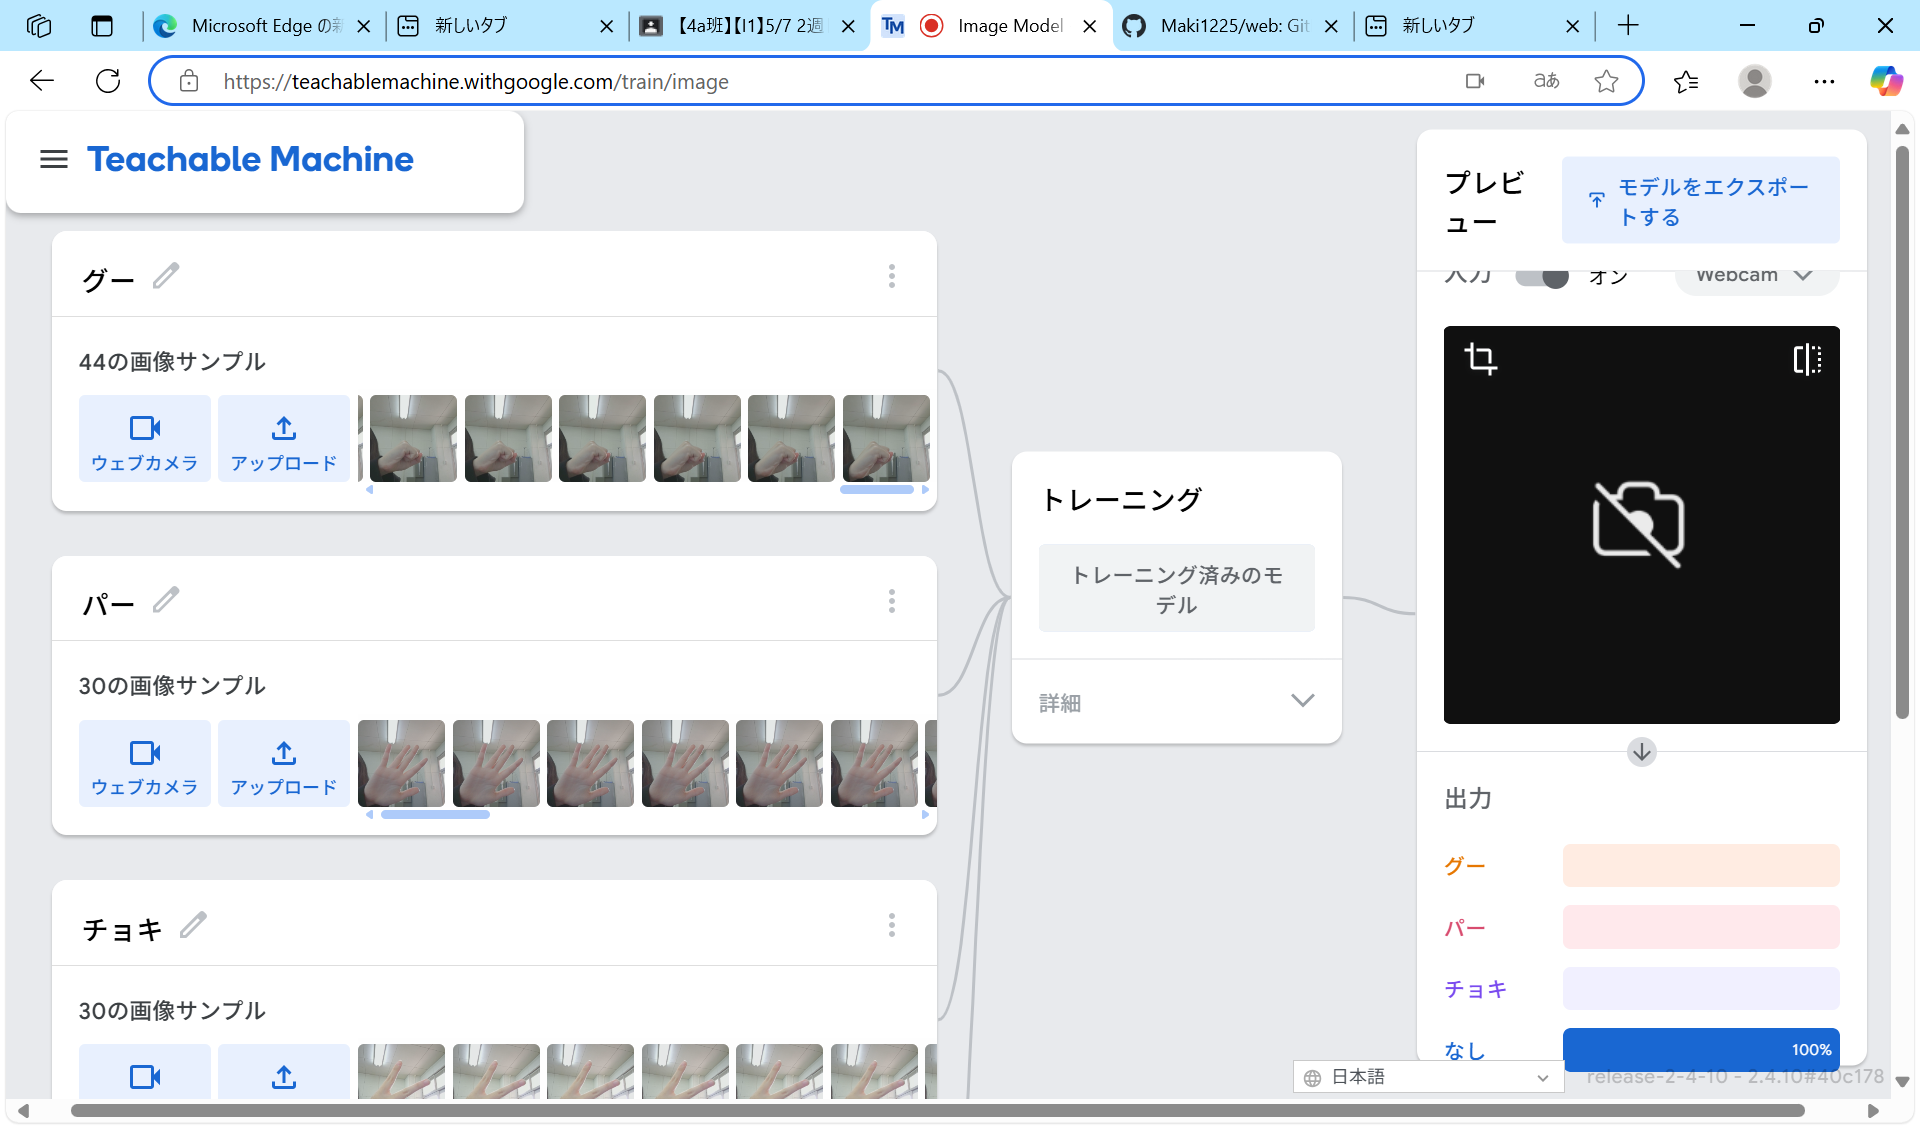 Microsoft Edge の新
新しいタブ
【4a班】【I1】5/7 2週
TM
Image Model
Maki1225/web: Git
新しいタブ
https://teachablemachine.withgoogle.com/train/image
aあ
Teachable Machine
グー
44の画像サンプル
ウェブカメラ
アップロード
パー
30の画像サンプル
ウェブカメラ
アップロード
チョキ
30の画像サンプル
トレーニング
トレーニング済みのモ
デル
詳細
プレビ
ュー
モデルをエクスポー
トする
入力
オン
Webcam
出力
グー
パー
チョキ
なし
100%
日本語
release-2-4-10 - 2.4.10#40c178